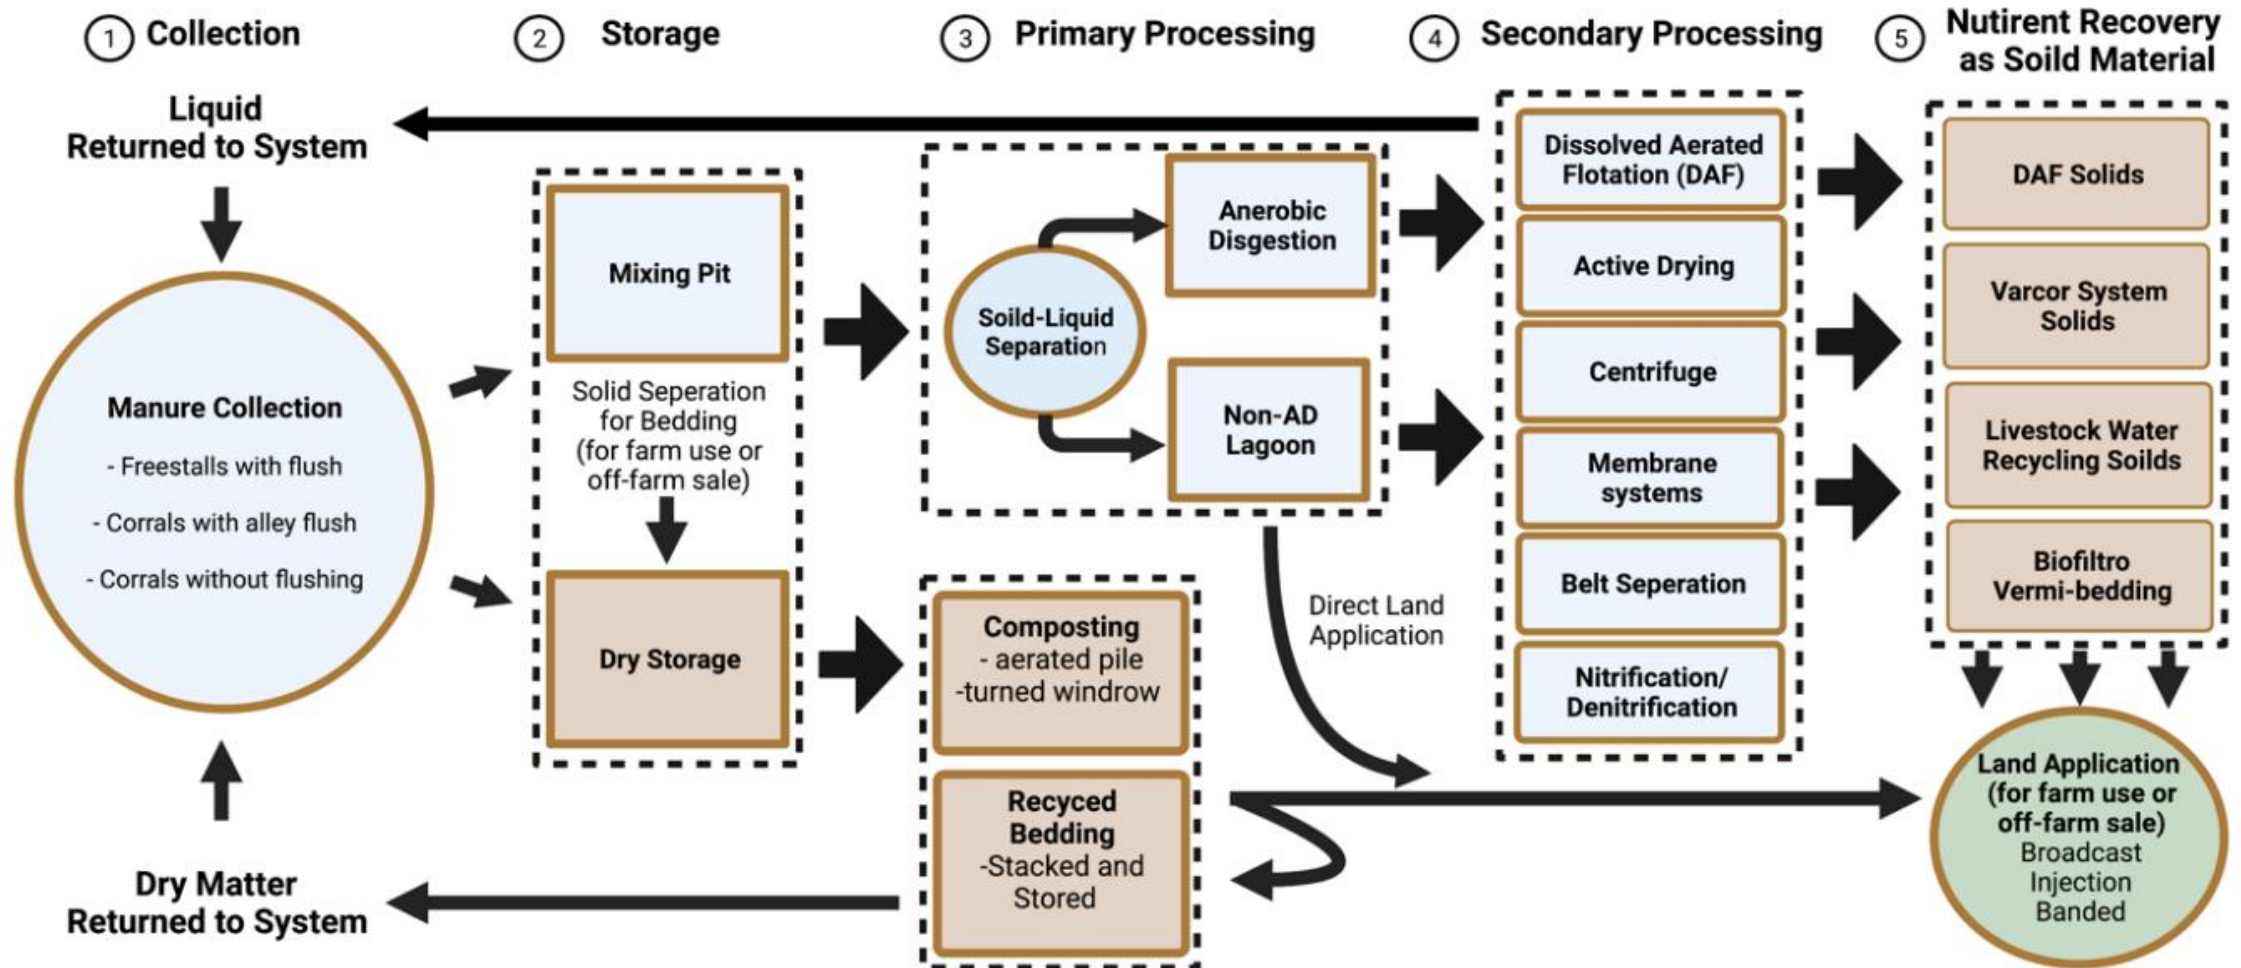 1 Collection
2 Storage
3 Primary Processing
4 Secondary Processing
5 Nutirent Recovery
as Soild Material
Liquid
Returned to System
Manure Collection
- Freestalls with flush
- Corrals with alley flush
- Corrals without flushing
Dry Matter
Returned to System
Mixing Pit
Solid Seperation
for Bedding
(for farm use or
off-farm sale)
Dry Storage
Soild-Liquid
Separation
Anerobic
Disgestion
Non-AD
Lagoon
Composting
- aerated pile
-turned windrow
Recyced
Bedding
-Stacked and
Stored
Direct Land
Application
Dissolved Aerated
Flotation (DAF)
Active Drying
Centrifuge
Membrane
systems
Belt Seperation
Nitrification/
Denitrification
DAF Solids
Varcor System
Solids
Livestock Water
Recycling Soilds
Biofiltro
Vermi-bedding
Land Application
(for farm use or
off-farm sale)
Broadcast
Injection
Banded